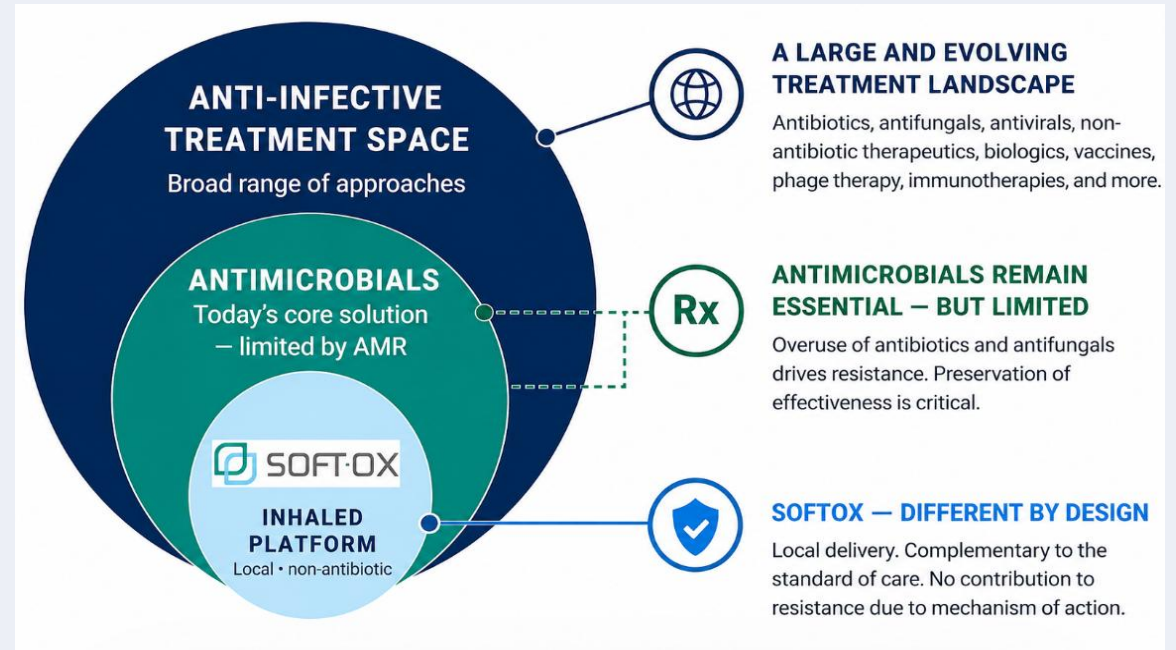 ANTI-INFECTIVE
TREATMENT SPACE
Broad range of approaches
ANTIMICROBIALS
Today's core solution
— limited by AMR
SOFT·OX
INHALED
PLATFORM
Local • non-antibiotic
A LARGE AND EVOLVING
TREATMENT LANDSCAPE
Antibiotics, antifungals, antivirals, non-
antibiotic therapeutics, biologics, vaccines,
phage therapy, immunotherapies, and more.
Rx
ANTIMICROBIALS REMAIN
ESSENTIAL — BUT LIMITED
Overuse of antibiotics and antifungals
drives resistance. Preservation of
effectiveness is critical.
SOFTOX — DIFFERENT BY DESIGN
Local delivery. Complementary to the
standard of care. No contribution to
resistance due to mechanism of action.